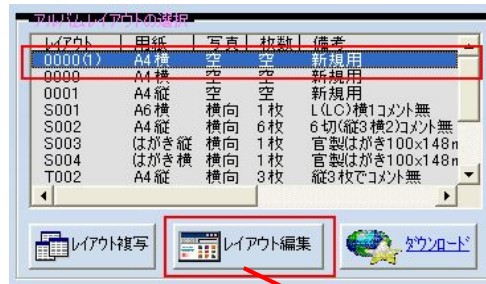 アルバムレイアウトの選択
レイアウト 用紙 写真 枚数 備考
0000(1) A4横 空 空 新規用
0000 A4横 空 空 新規用
0001 A4縦 空 空 新規用
S001 A6横 横向 1枚 L(LC)横1コメント無
S002 A4縦 横向 6枚 6切(縦3横2)コメント無
S003 はがき縦 横向 1枚 官製はがき100x148m
S004 はがき横 横向 1枚 官製はがき100x148m
T002 A4縦 横向 3枚 縦3枚でコメント無
レイアウト複写 レイアウト編集 ダウンロード